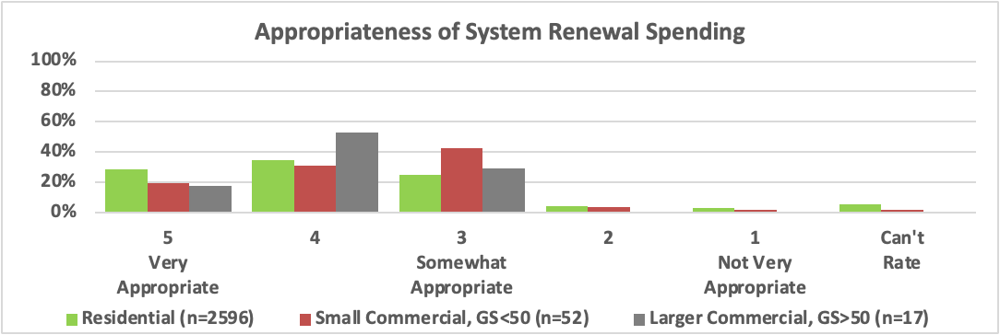 Appropriateness of System Renewal Spending
100%
80%
60%
40%
20%
0%
5 4 3 2 1 Can't
Very Somewhat Not Very Rate
Appropriate Appropriate Appropriate
Residential (n=2596) Small Commercial, GS<50 (n=52) Larger Commercial, GS>50 (n=17)